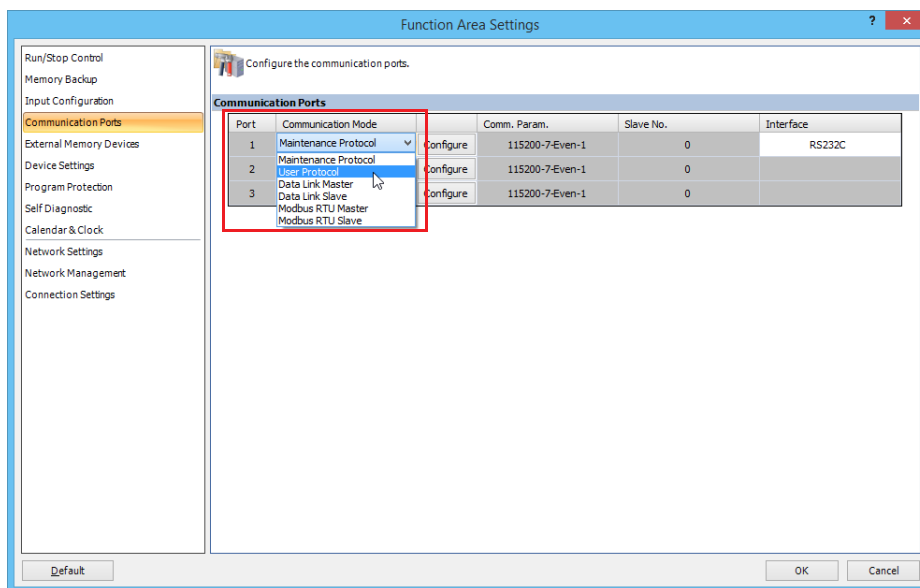 Function Area Settings
?
×
Run/Stop Control
Memory Backup
Input Configuration
Communication Ports
External Memory Devices
Device Settings
Program Protection
Self Diagnostic
Calendar & Clock
Network Settings
Network Management
Connection Settings
Configure the communication ports.
Communication Ports
Port Communication Mode Comm. Param. Slave No. Interface
1 Maintenance Protocol Configure 115200-7-Even-1 0 RS232C
2 Configure 115200-7-Even-1 0
3 Configure 115200-7-Even-1 0
Maintenance Protocol
User Protocol
Data Link Master
Data Link Slave
Modbus RTU Master
Modbus RTU Slave
Default OK Cancel